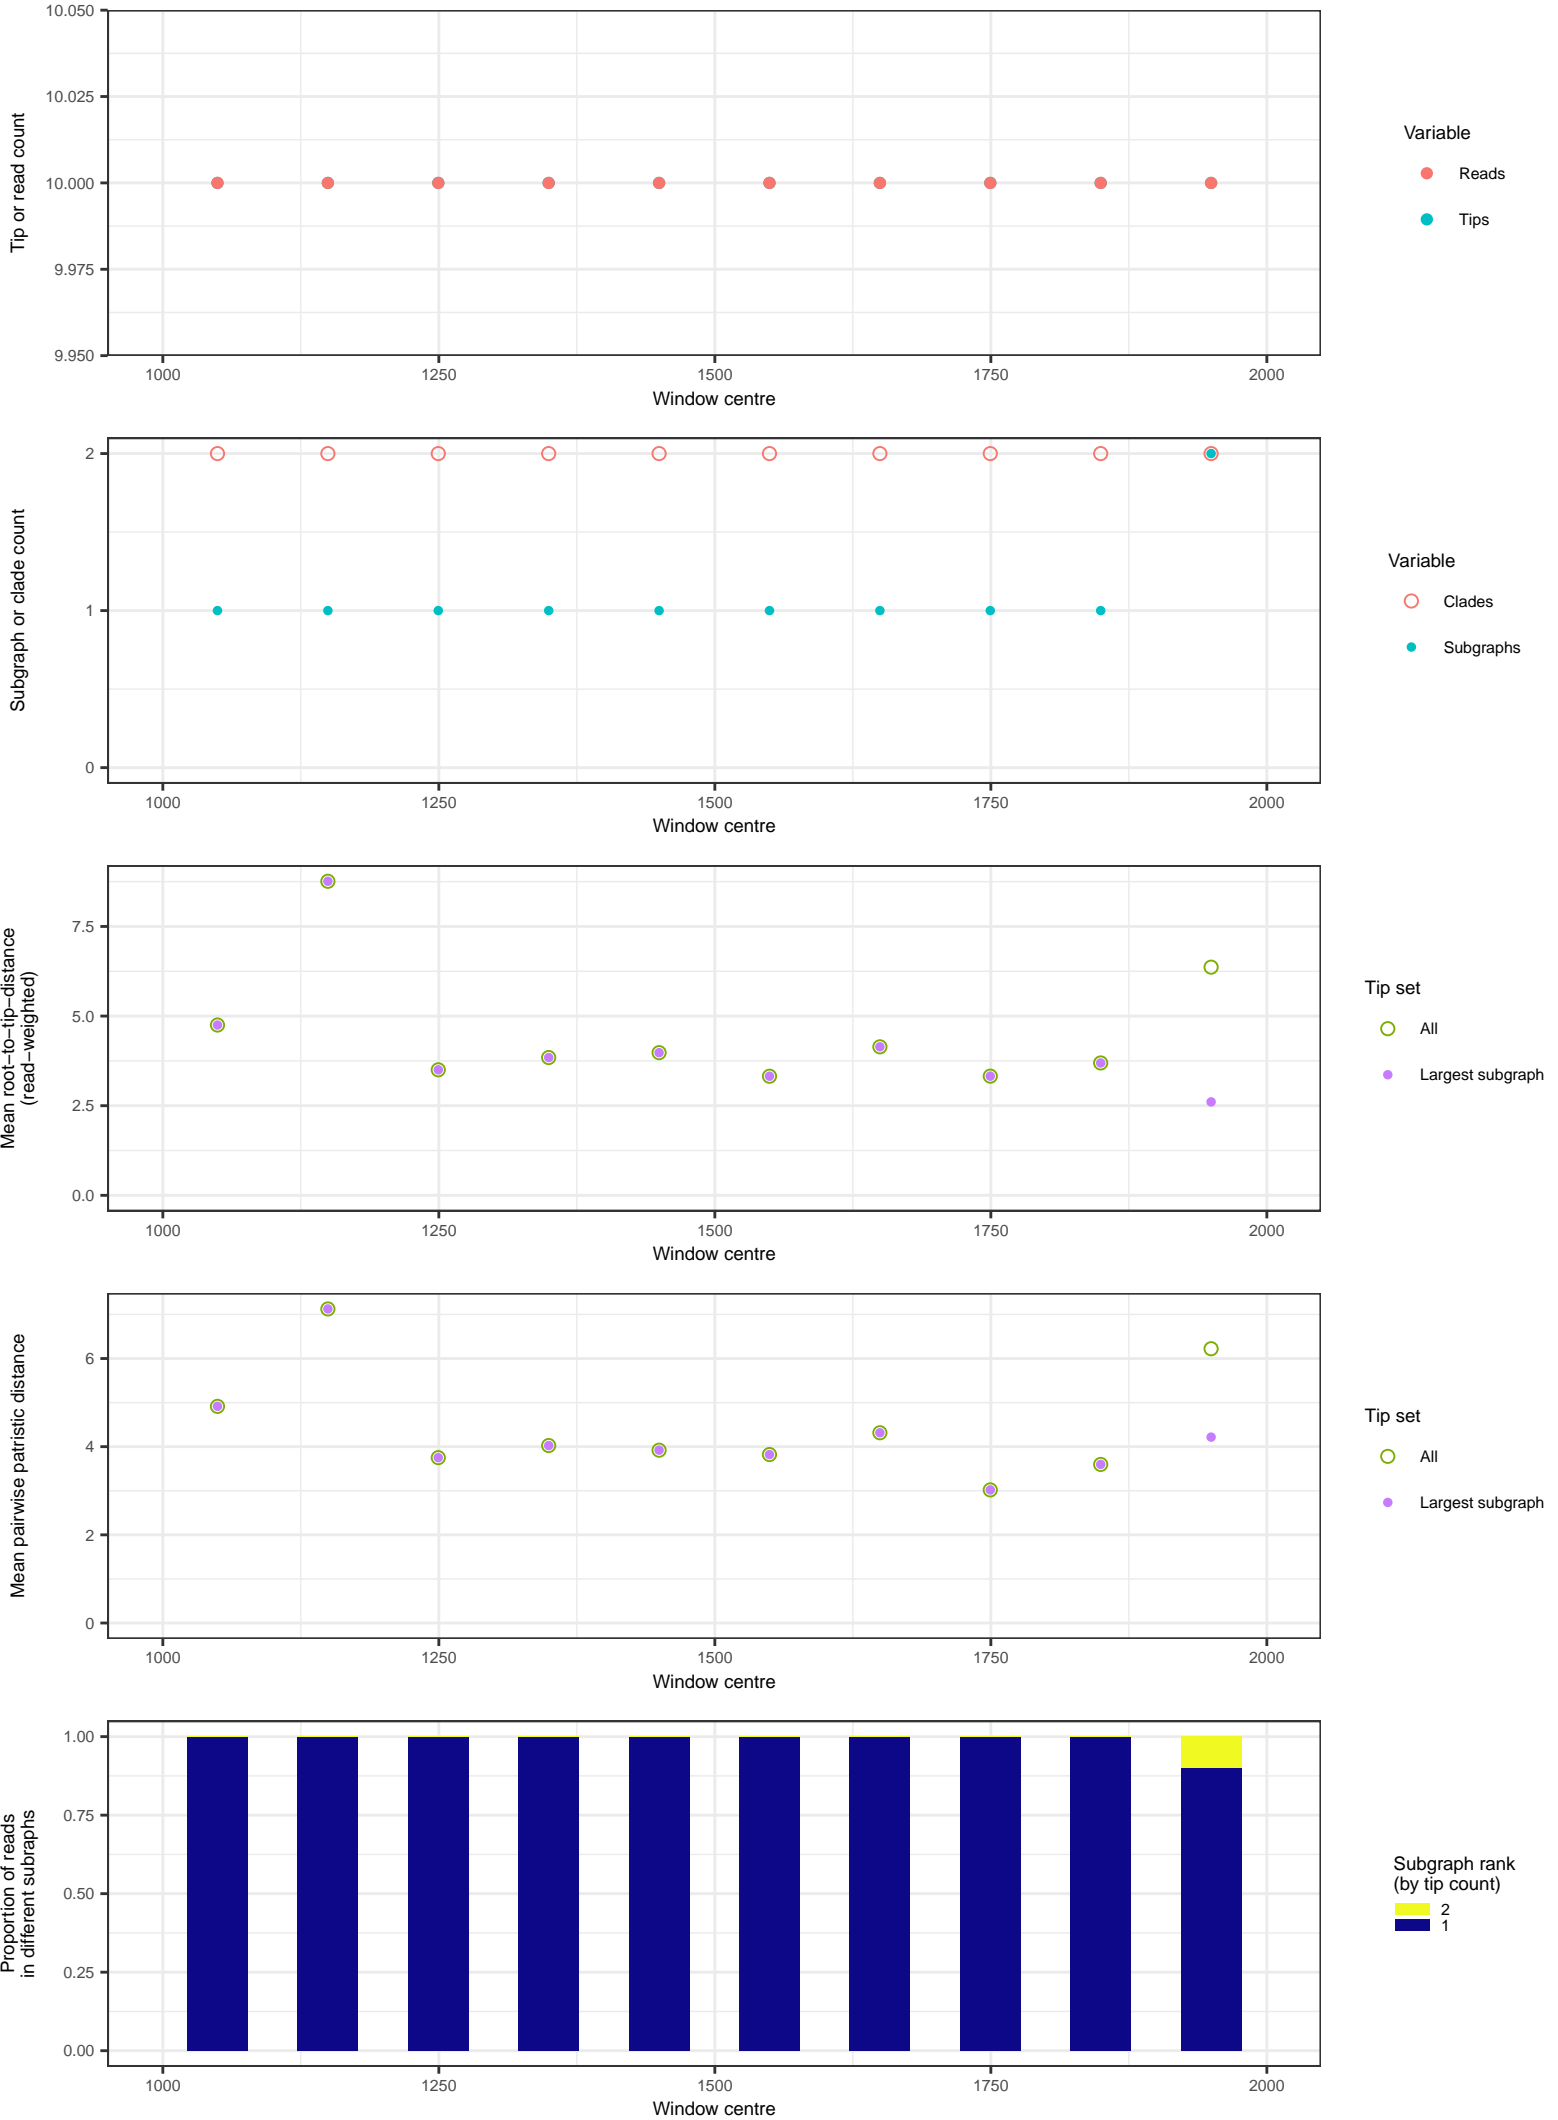 10.050
10.025
10.000
9.975
9.950
Tip or read count
1000
1250
1500
1750
2000
Window centre
Variable
Reads
Tips
2
1
0
Subgraph or clade count
1000
1250
1500
1750
2000
Window centre
Variable
Clades
Subgraphs
7.5
5.0
2.5
0.0
Mean root−to−tip−distance
(read−weighted)
1000
1250
1500
1750
2000
Window centre
Tip set
All
Largest subgraph
6
4
2
0
Mean pairwise patristic distance
1000
1250
1500
1750
2000
Window centre
Tip set
All
Largest subgraph
1.00
0.75
0.50
0.25
0.00
Proportion of reads
in different subraphs
1000
1250
1500
1750
2000
Window centre
Subgraph rank
(by tip count)
2
1